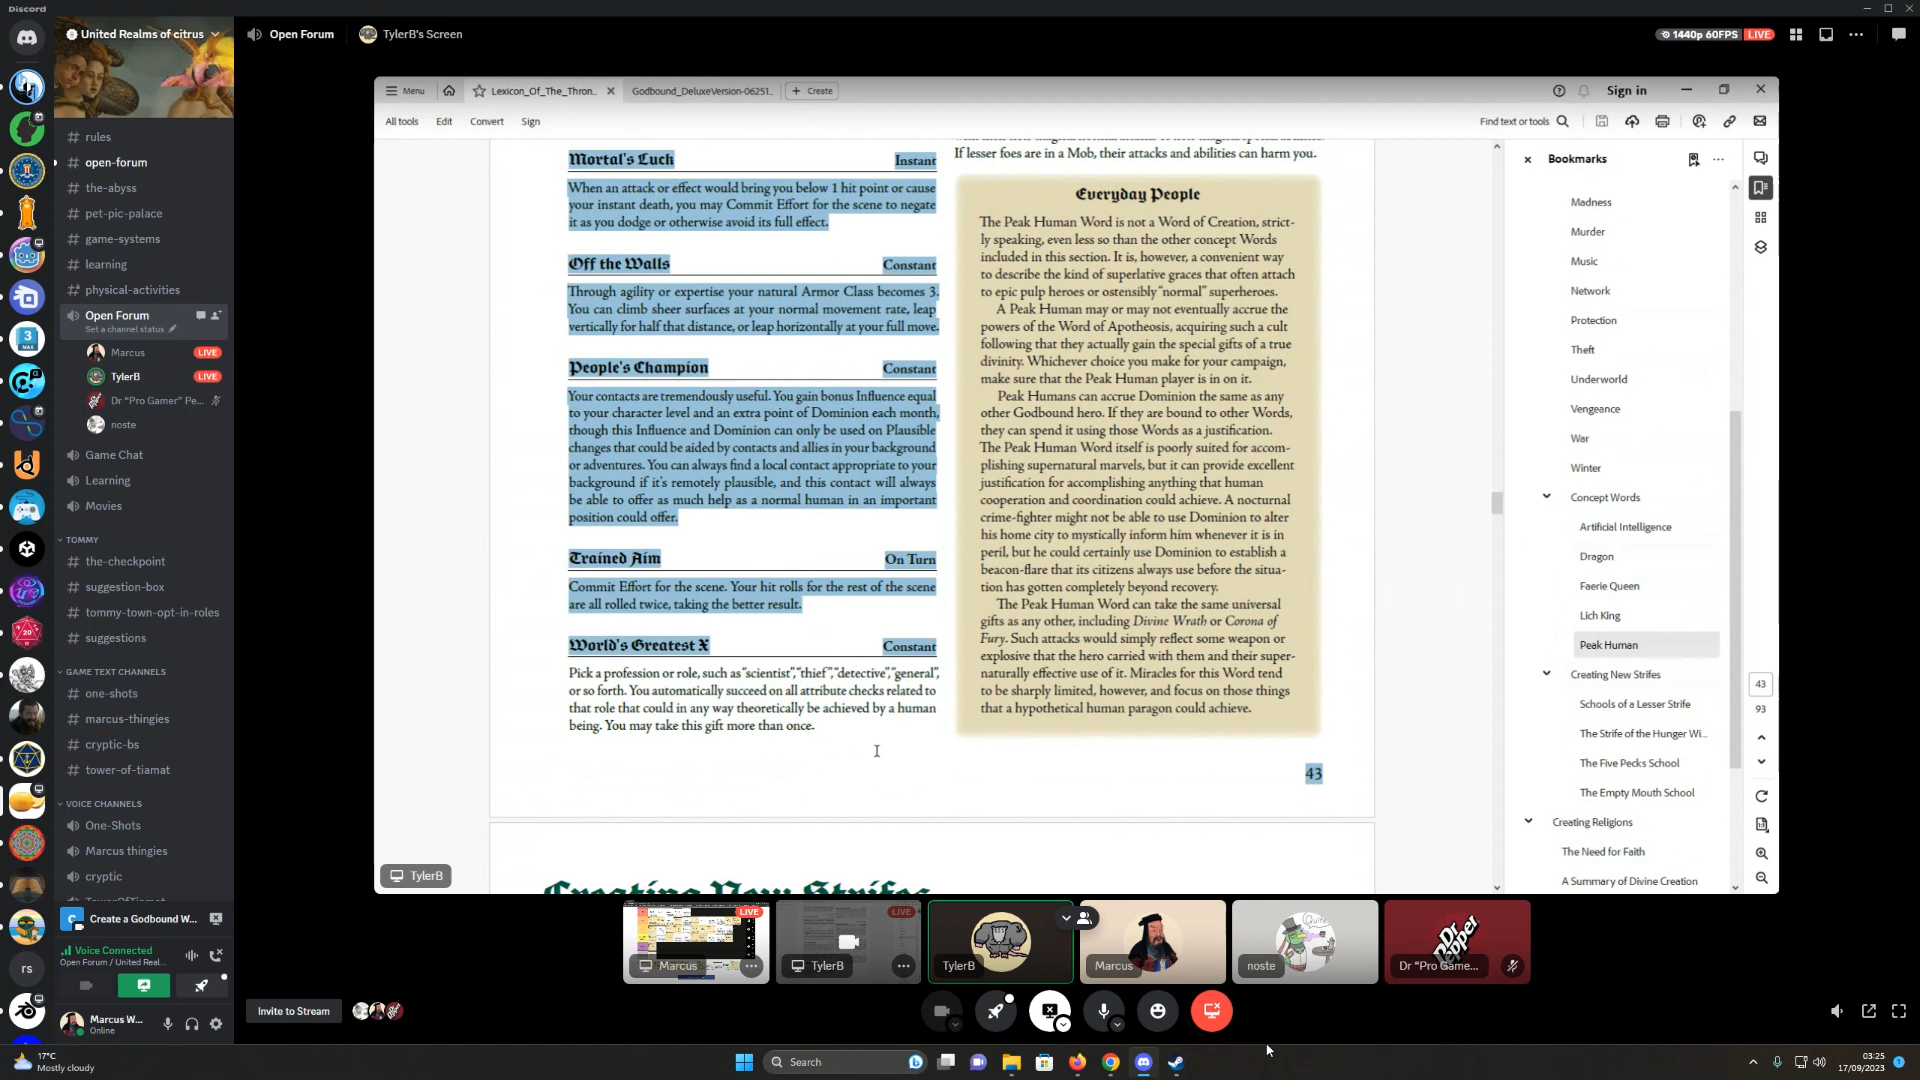 Discord
United Realms of citrus
rules
open-forum
the-abyss
pet-pic-palace
game-systems
learning
physical-activities
Open Forum
Set a channel status
Marcus LIVE
TylerB LIVE
Dr “Pro Gamer” Pe...
noste
Game Chat
Learning
Movies
TOMMY
the-checkpoint
suggestion-box
tommy-town-opt-in-roles
suggestions
GAME TEXT CHANNELS
one-shots
marcus-thingies
cryptic-bs
tower-of-tiamat
VOICE CHANNELS
One-Shots
Marcus thingies
cryptic
TowerOfTiamat
Create a Godbound W...
Voice Connected
Open Forum / United Real...
Marcus W...
Online
Open Forum TylerB's Screen
1440p 60FPS LIVE
Menu Lexicon_Of_The_Thron... Godbound_DeluxeVersion-06251... + Create Sign in
All tools Edit Convert Sign Find text or tools
Mortal's Luck Instant
When an attack or effect would bring you below 1 hit point or cause
your instant death, you may Commit Effort for the scene to negate
it as you dodge or otherwise avoid its full effect.
Off the Walls Constant
Through agility or expertise your natural Armor Class becomes 3.
You can climb sheer surfaces at your normal movement rate, leap
vertically for half that distance, or leap horizontally at your full move.
People's Champion Constant
Your contacts are tremendously useful. You gain bonus Influence equal
to your character level and an extra point of Dominion each month,
though this Influence and Dominion can only be used on Plausible
changes that could be aided by contacts and allies in your background
or adventures. You can always find a local contact appropriate to your
background if it's remotely plausible, and this contact will always
be able to offer as much help as a normal human in an important
position could offer.
Trained Aim On Turn
Commit Effort for the scene. Your hit rolls for the rest of the scene
are all rolled twice, taking the better result.
World's Greatest X Constant
Pick a profession or role, such as “scientist”, “thief”, “detective”, “general”,
or so forth. You automatically succeed on all attribute checks related to
that role that could in any way theoretically be achieved by a human
being. You may take this gift more than once.
If lesser foes are in a Mob, their attacks and abilities can harm you.
Everyday People
The Peak Human Word is not a Word of Creation, strict-
ly speaking, even less so than the other concept Words
included in this section. It is, however, a convenient way
to describe the kind of superlative graces that often attach
to epic pulp heroes or ostensibly “normal” superheroes.
A Peak Human may or may not eventually accrue the
powers of the Word of Apotheosis, acquiring such a cult
following that they actually gain the special gifts of a true
divinity. Whichever choice you make for your campaign,
make sure that the Peak Human player is in on it.
Peak Humans can accrue Dominion the same as any
other Godbound hero. If they are bound to other Words,
they can spend it using those Words as a justification.
The Peak Human Word itself is poorly suited for accom-
plishing supernatural marvels, but it can provide excellent
justification for accomplishing anything that human
cooperation and coordination could achieve. A nocturnal
crime-fighter might not be able to use Dominion to alter
his home city to mystically inform him whenever it is in
peril, but he could certainly use Dominion to establish a
beacon-flare that its citizens always use before the situa-
tion has gotten completely beyond recovery.
The Peak Human Word can take the same universal
gifts as any other, including Divine Wrath or Corona of
Fury. Such attacks would simply reflect some weapon or
explosive that the hero carried with them and their super-
naturally effective use of it. Miracles for this Word tend
to be sharply limited, however, and focus on those things
that a hypothetical human paragon could achieve.
43
Creating New Strifes
Bookmarks
Madness
Murder
Music
Network
Protection
Theft
Underworld
Vengeance
War
Winter
Concept Words
Artificial Intelligence
Dragon
Faerie Queen
Lich King
Peak Human
Creating New Strifes
Schools of a Lesser Strife
The Strife of the Hunger Wi...
The Five Pecks School
The Empty Mouth School
Creating Religions
The Need for Faith
A Summary of Divine Creation
43
93
TylerB
LIVE
Marcus
LIVE
TylerB
TylerB
Marcus
Quite
noste
Dr Pepper
Dr “Pro Game...
Invite to Stream
17°C
Mostly cloudy
Search
03:25
17/09/2023